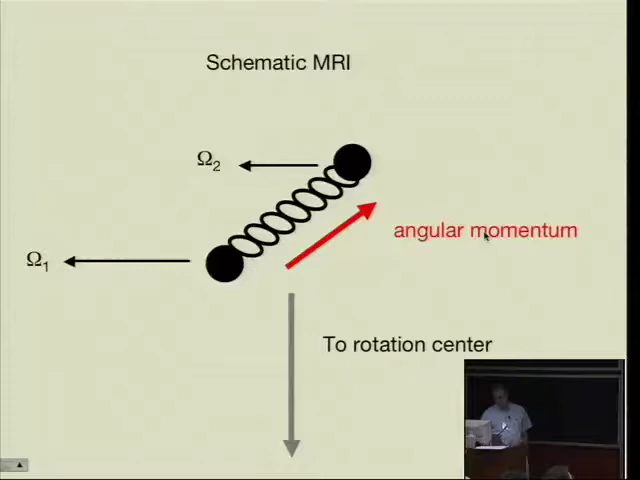 Schematic MRI
Ω2
angular momentum
Ω1
To rotation center